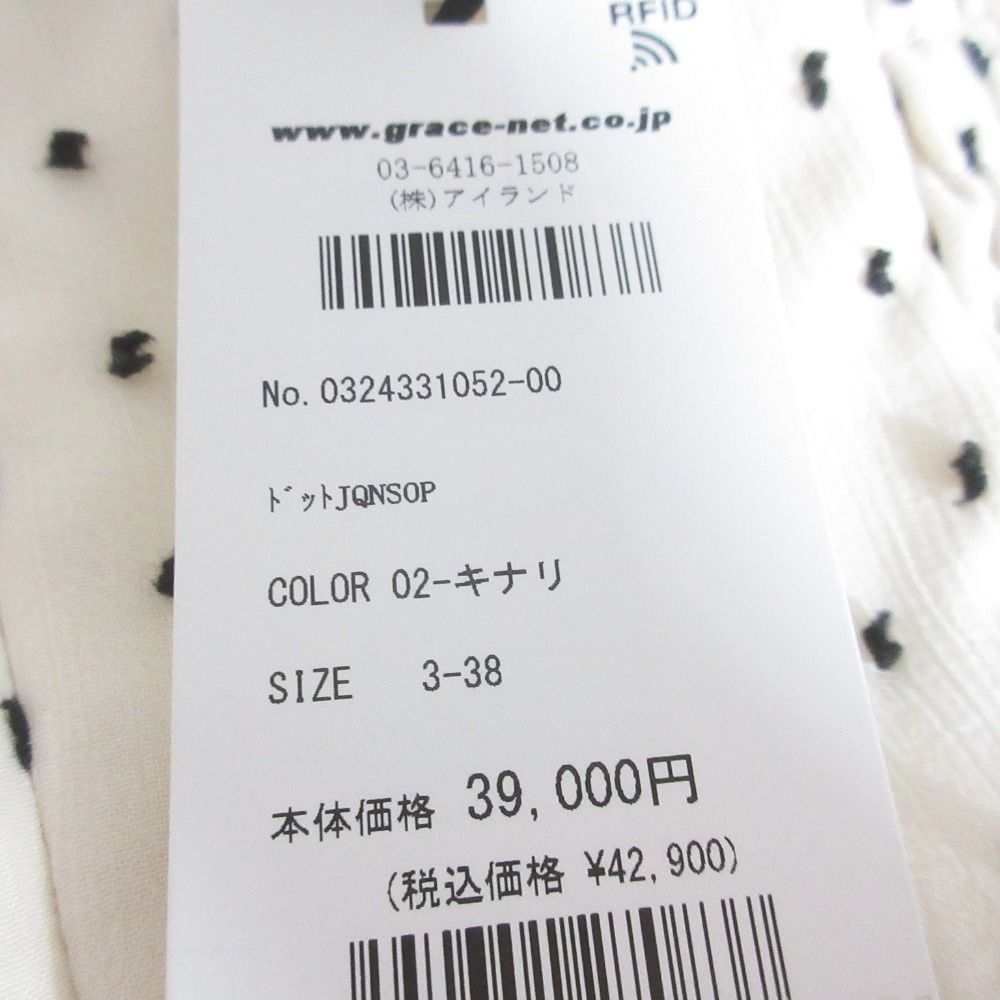 RFID
www.grace-net.co.jp
03-6416-1508
(株)アイランド
No. 0324331052-00
ﾄﾞｯﾄJQNSOP
COLOR 02-キナリ
SIZE 3-38
本体価格 39,000円
(税込価格 ¥42,900)